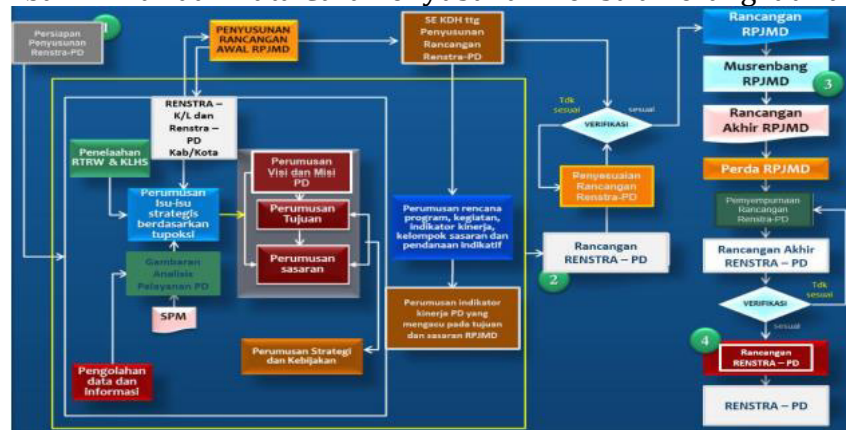 1
Persiapan
Penyusunan
Renstra-PD
PENYUSUNAN
RANCANGAN
AWAL RPJMD
SE KDH ttg
Penyusunan
Rancangan
Renstra-PD
RENSTRA –
K/L dan
Renstra –
PD
Kab/Kota
Penelaahan
RTRW & KLHS
Perumusan
Isu-isu
strategis
berdasarkan
tupoksi
Gambaran
Analisis
Pelayanan PD
SPM
Pengolahan
data dan
Informasi
Perumusan
Visi dan Misi
PD
Perumusan
Tujuan
Perumusan
sasaran
Perumusan Strategi
dan Kebijakan
Perumusan rencana
program, kegiatan,
indikator kinerja,
kelompok sasaran dan
pendanaan indikatif
Perumusan indikator
kinerja PD yang
mengacu pada tujuan
dan sasaran RPJMD
Tdk
sesuai
sesuai
VERIFIKASI
Penyesuaian
Rancangan
Renstra-PD
Rancangan
RENSTRA – PD
2
Rancangan
RPJMD
Musrenbang
RPJMD
3
Rancangan
Akhir RPJMD
Perda RPJMD
Penyempurnaan
Rancangan
Renstra-PD
Rancangan Akhir
RENSTRA – PD
Tdk
sesuai
VERIFIKASI
sesuai
4
Rancangan
RENSTRA – PD
RENSTRA – PD